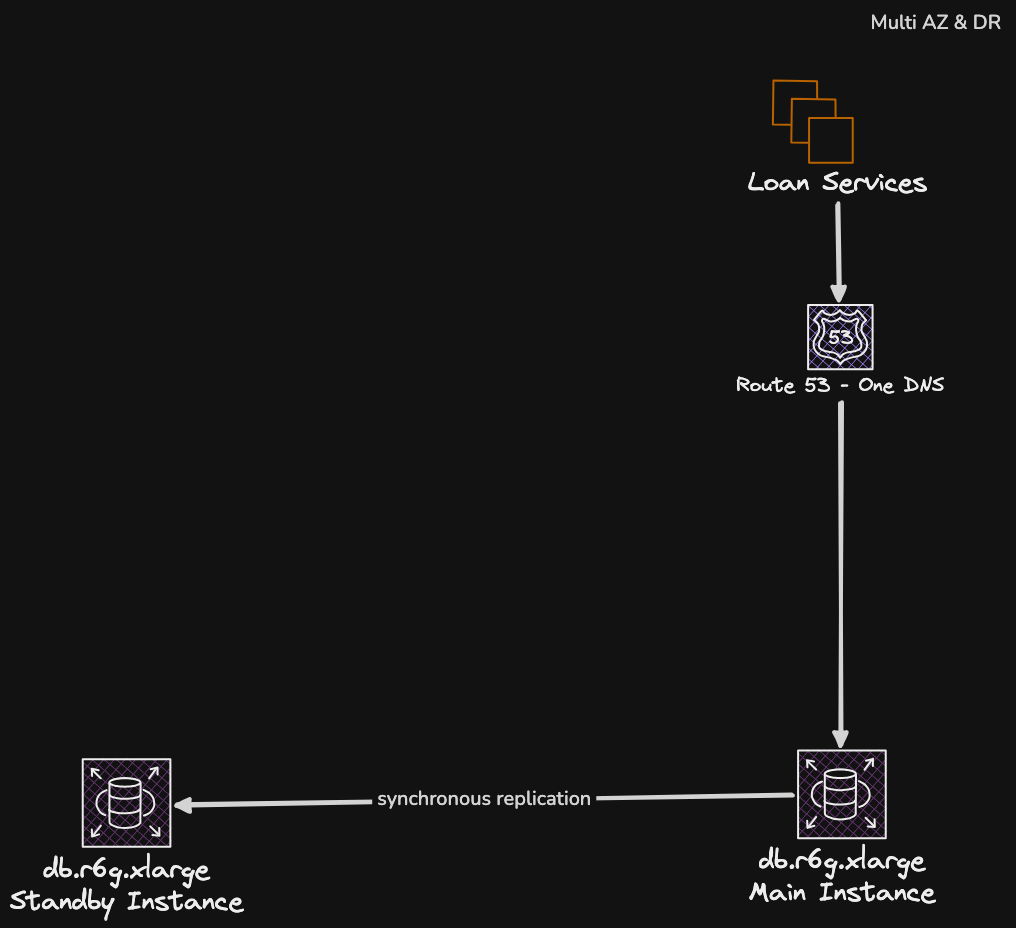 Multi AZ & DR
Loan Services
53
Route 53 - One DNS
synchronous replication
db.r6g.xlarge
Standby Instance
db.r6g.xlarge
Main Instance